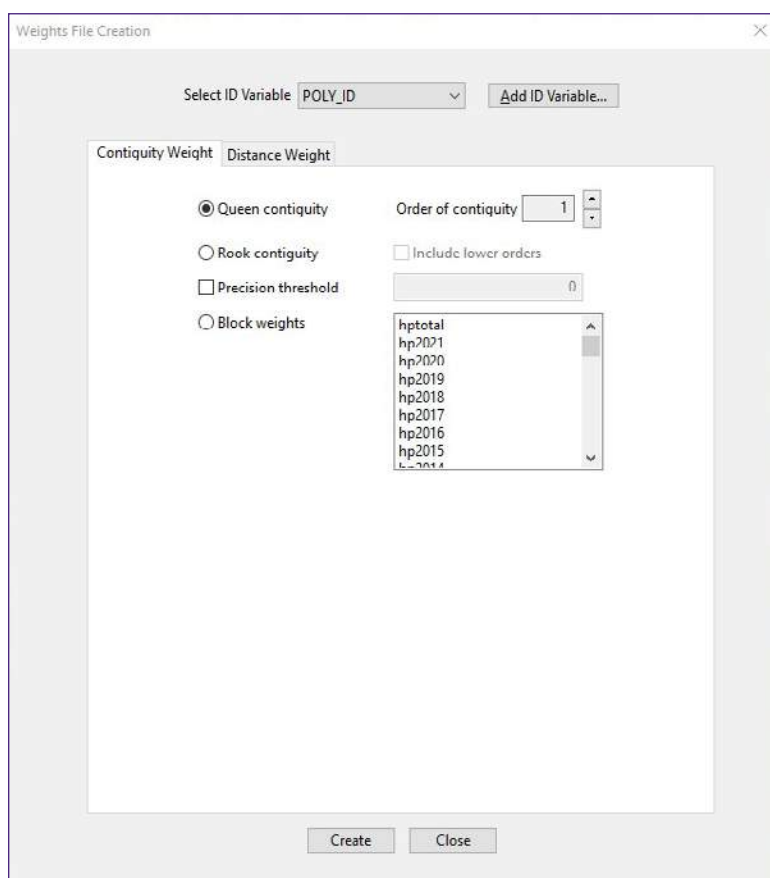 Weights File Creation
Select ID Variable POLY_ID Add ID Variable...
Contiguity Weight Distance Weight
Queen contiguity Order of contiguity 1
Rook contiguity Include lower orders
Precision threshold 0
Block weights
hptotal
hp2021
hp2020
hp2019
hp2018
hp2017
hp2016
hp2015
hp2014
Create Close